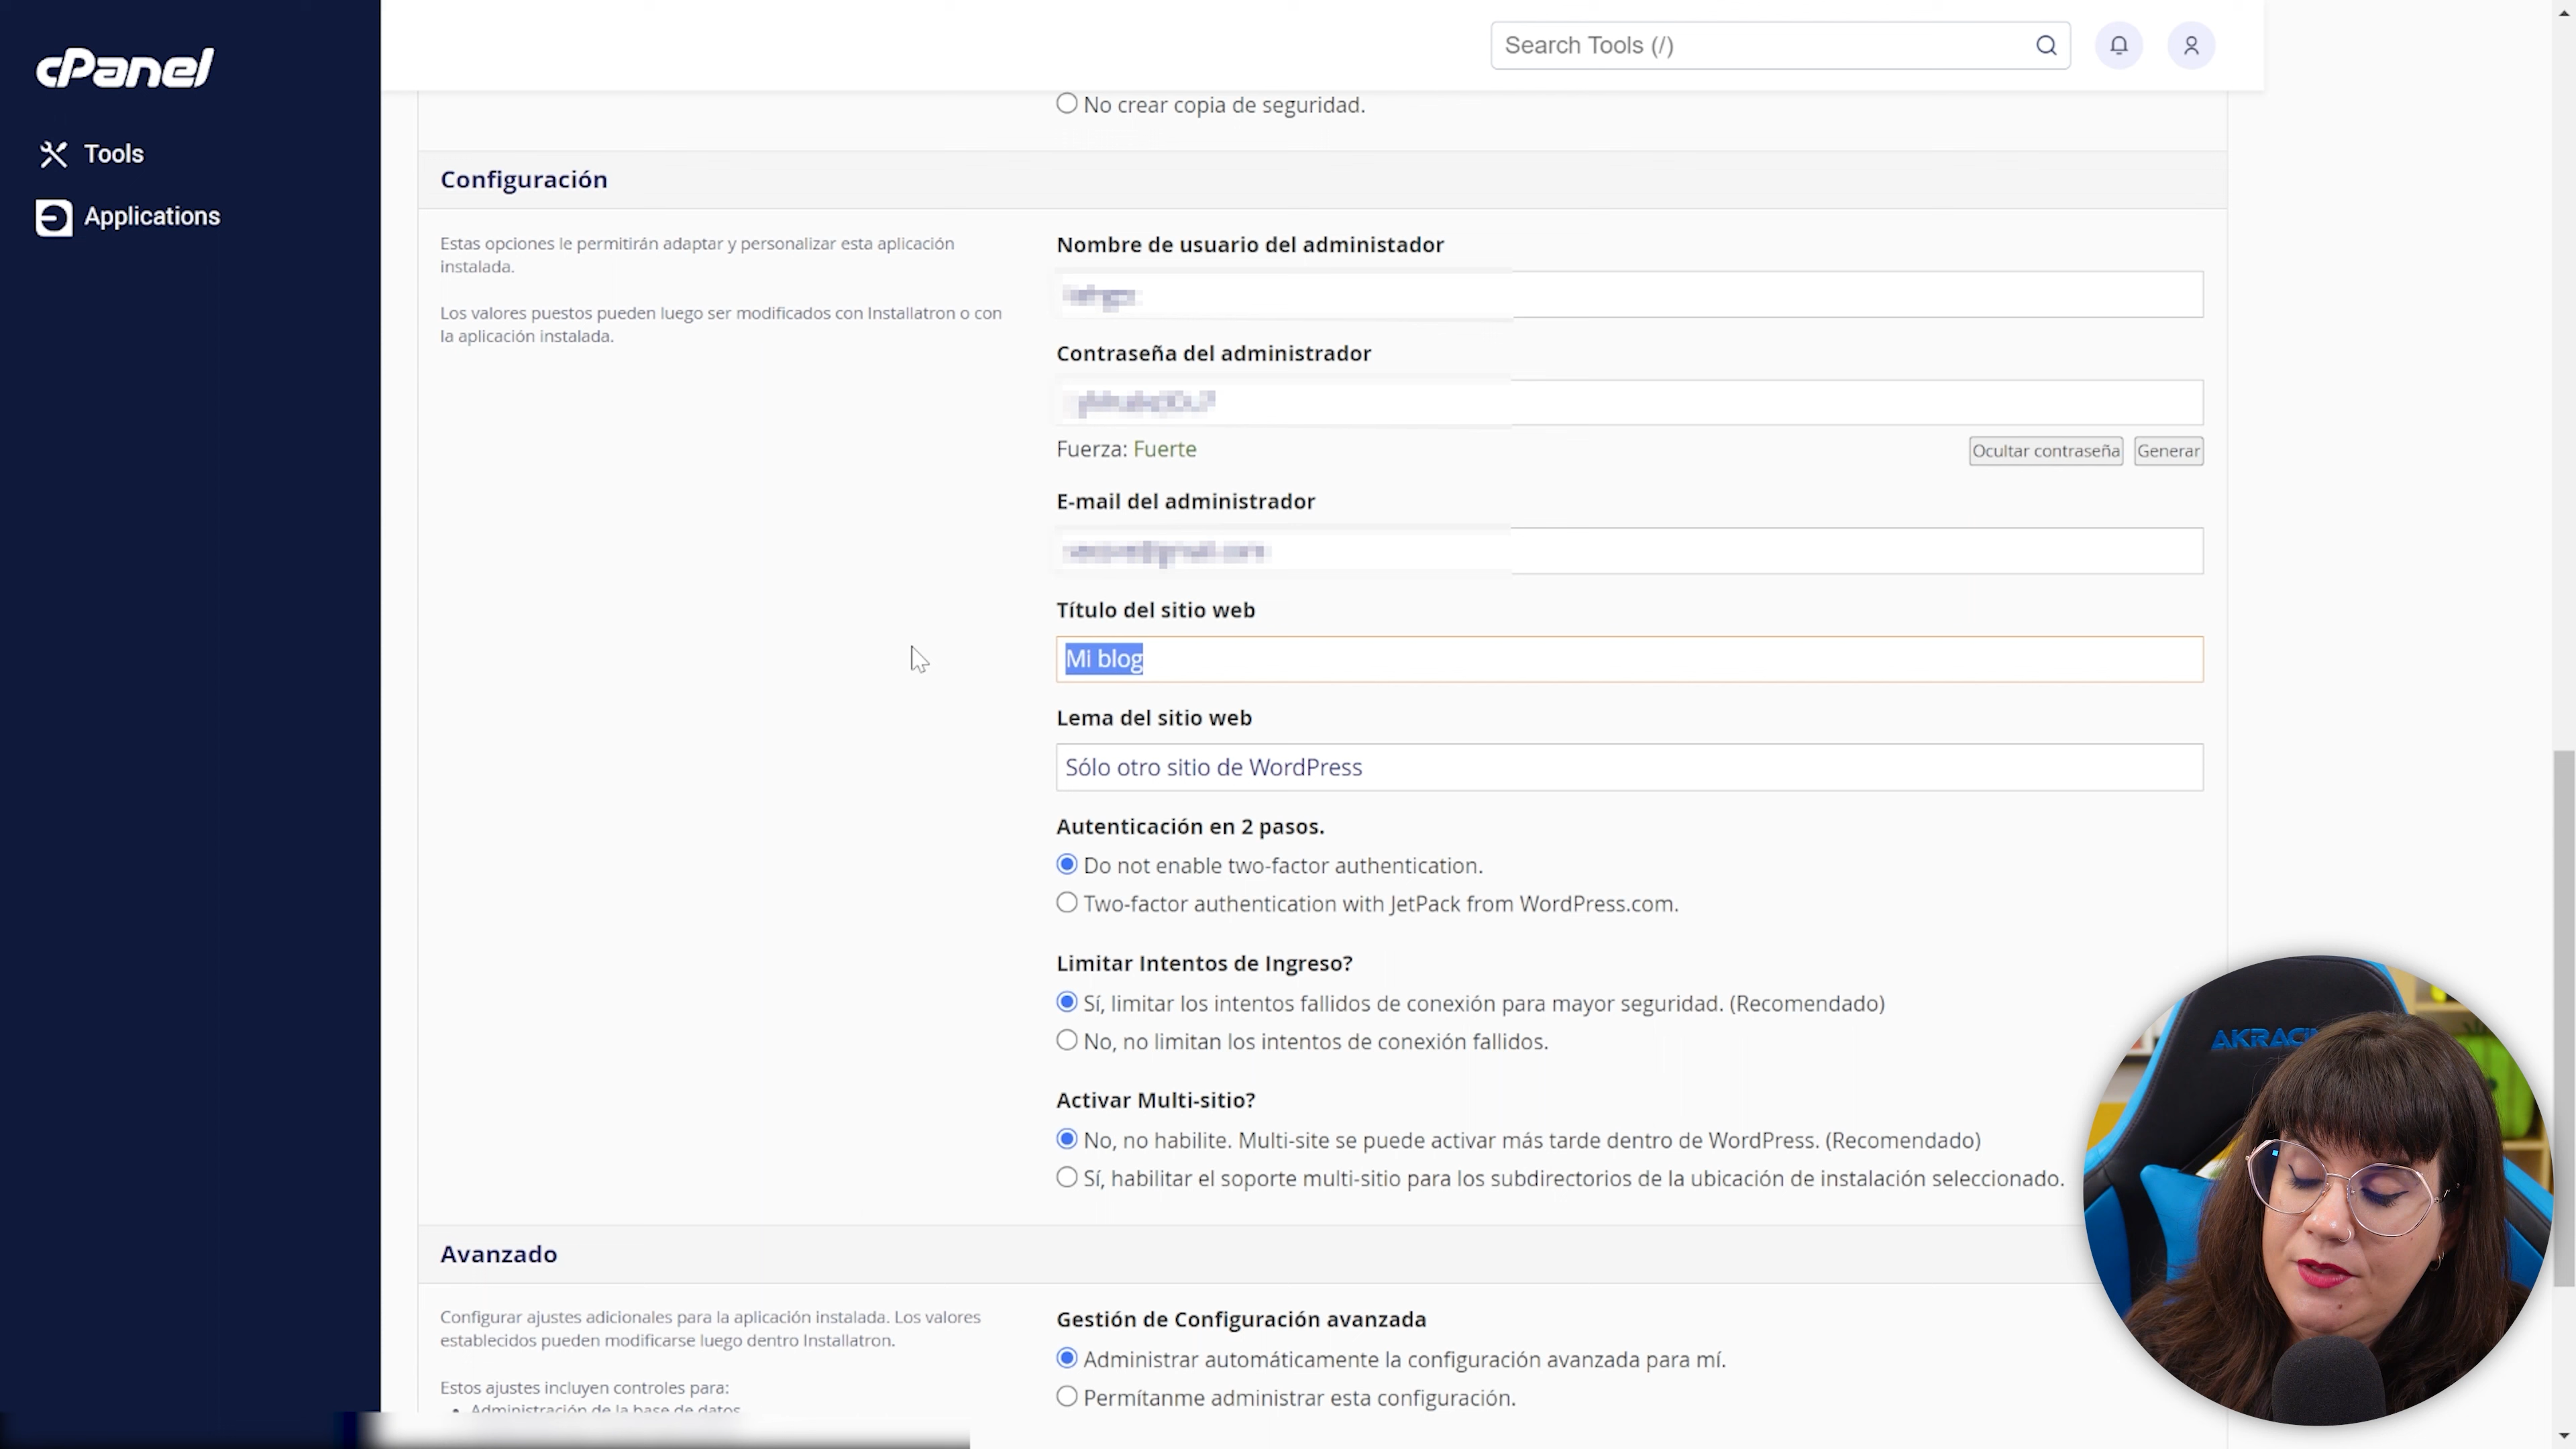 cPanel
Tools
Applications
Search Tools (/)
No crear copia de seguridad.
Configuración
Estas opciones le permitirán adaptar y personalizar esta aplicación
instalada.
Los valores puestos pueden luego ser modificados con Installatron o con
la aplicación instalada.
Nombre de usuario del administador
Contraseña del administrador
Fuerza: Fuerte
Ocultar contraseña
Generar
E-mail del administrador
Título del sitio web
Mi blog
Lema del sitio web
Sólo otro sitio de WordPress
Autenticación en 2 pasos.
Do not enable two-factor authentication.
Two-factor authentication with JetPack from WordPress.com.
Limitar Intentos de Ingreso?
Sí, limitar los intentos fallidos de conexión para mayor seguridad. (Recomendado)
No, no limitan los intentos de conexión fallidos.
Activar Multi-sitio?
No, no habilite. Multi-site se puede activar más tarde dentro de WordPress. (Recomendado)
Sí, habilitar el soporte multi-sitio para los subdirectorios de la ubicación de instalación seleccionado.
Avanzado
Configurar ajustes adicionales para la aplicación instalada. Los valores
establecidos pueden modificarse luego dentro Installatron.
Estos ajustes incluyen controles para:
• Administración de la base de datos
Gestión de Configuración avanzada
Administrar automáticamente la configuración avanzada para mí.
Permítanme administrar esta configuración.